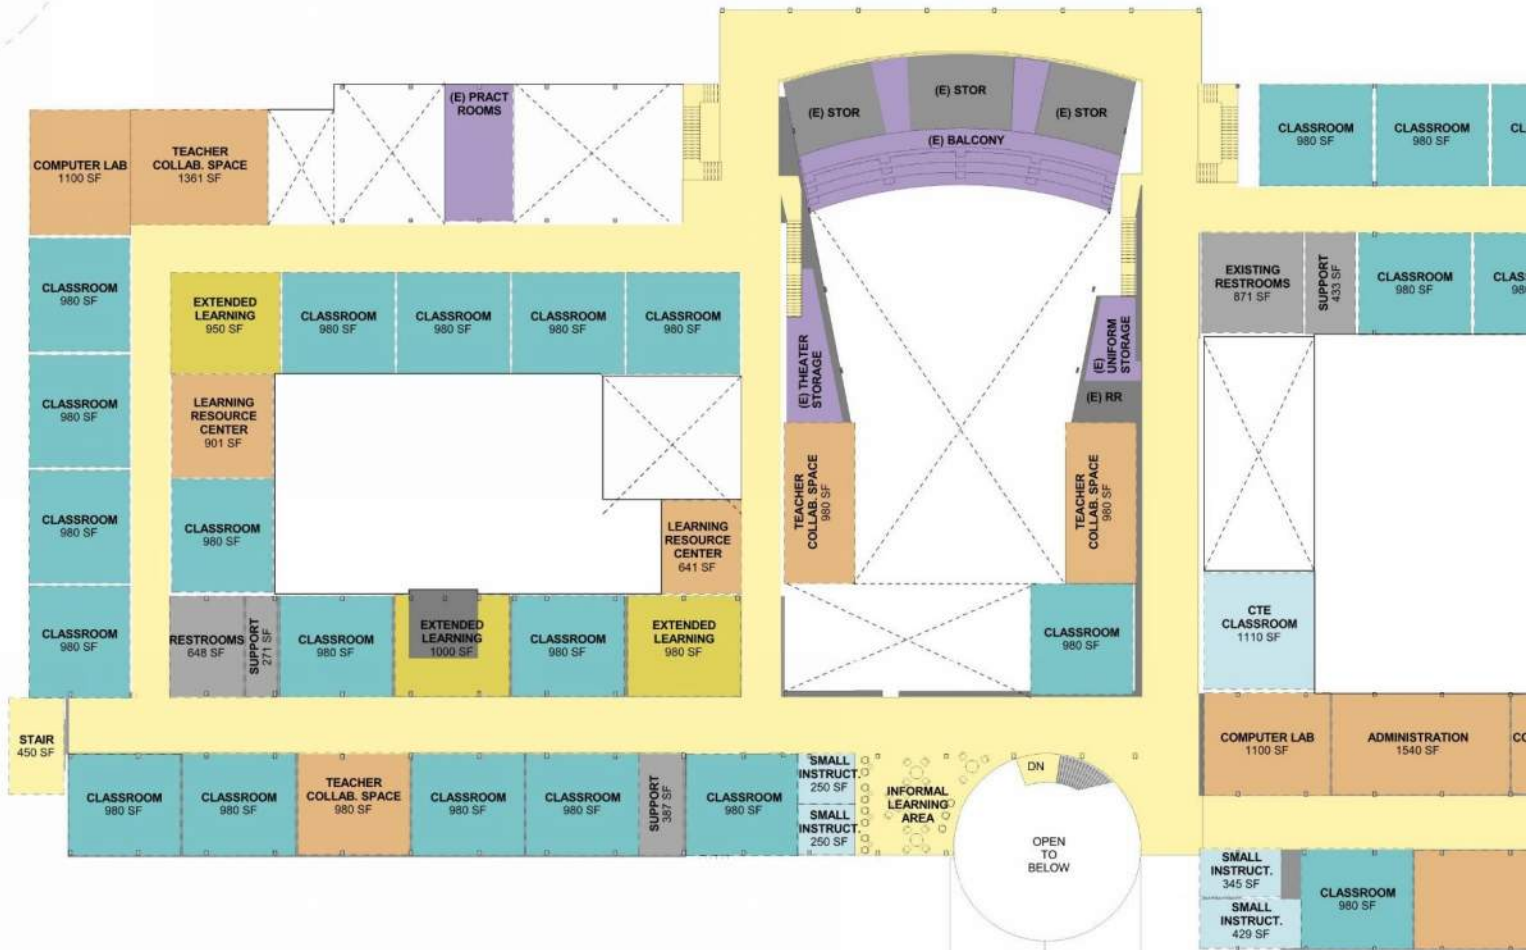 (E) PRACT
ROOMS
(E) STOR
(E) STOR
(E) STOR
(E) BALCONY
CLASSROOM
980 SF
CLASSROOM
980 SF
CL
COMPUTER LAB
1100 SF
TEACHER
COLLAB. SPACE
1361 SF
CLASSROOM
980 SF
EXTENDED
LEARNING
950 SF
CLASSROOM
980 SF
CLASSROOM
980 SF
CLASSROOM
980 SF
CLASSROOM
980 SF
EXISTING
RESTROOMS
871 SF
SUPPORT
433 SF
CLASSROOM
980 SF
CLAS
98
(E) THEATER
STORAGE
(E)
UNIFORM
STORAGE
(E) RR
CLASSROOM
980 SF
LEARNING
RESOURCE
CENTER
901 SF
TEACHER
COLLAB. SPACE
980 SF
TEACHER
COLLAB. SPACE
980 SF
CLASSROOM
980 SF
CLASSROOM
980 SF
LEARNING
RESOURCE
CENTER
641 SF
CLASSROOM
980 SF
RESTROOMS
648 SF
SUPPORT
271 SF
CLASSROOM
980 SF
EXTENDED
LEARNING
1000 SF
CLASSROOM
980 SF
EXTENDED
LEARNING
980 SF
CLASSROOM
980 SF
CTE
CLASSROOM
1110 SF
STAIR
450 SF
COMPUTER LAB
1100 SF
ADMINISTRATION
1540 SF
CO
CLASSROOM
980 SF
CLASSROOM
980 SF
TEACHER
COLLAB. SPACE
980 SF
CLASSROOM
980 SF
CLASSROOM
980 SF
SUPPORT
387 SF
CLASSROOM
980 SF
SMALL
INSTRUCT.
250 SF
SMALL
INSTRUCT.
250 SF
INFORMAL
LEARNING
AREA
DN
OPEN
TO
BELOW
SMALL
INSTRUCT.
345 SF
SMALL
INSTRUCT.
429 SF
CLASSROOM
980 SF